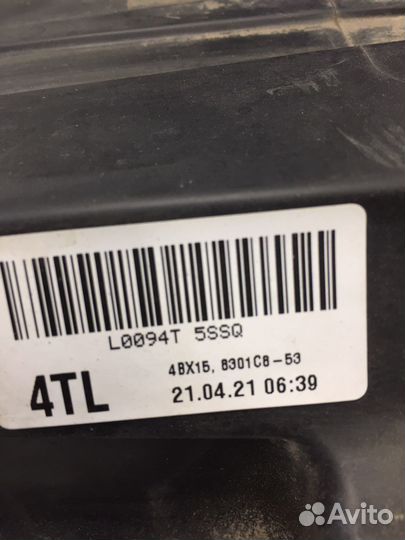 L0094T 5SSQ
4TL
4BX15, 8301C8-53
21.04.21 06:39
Avito